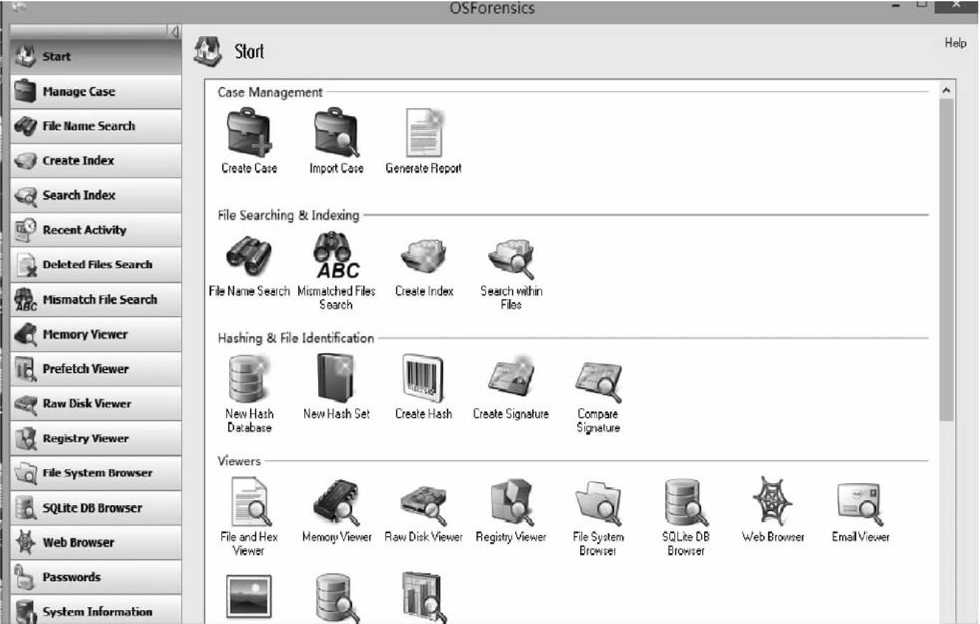 OSForensics
Start
Manage Case
File Name Search
Create Index
Search Index
Recent Activity
Deleted Files Search
Mismatch File Search
Memory Viewer
Prefetch Viewer
Raw Disk Viewer
Registry Viewer
File System Browser
SQLite DB Browser
Web Browser
Passwords
System Information
Start
Help
Case Management
Create Case
Import Case
Generate Report
File Searching & Indexing
ABC
File Name Search
Mismatched Files
Search
Create Index
Search within
Files
Hashing & File Identification
New Hash
Database
New Hash Set
Create Hash
Create Signature
Compare
Signature
Viewers
File and Hex
Viewer
Memory Viewer
Raw Disk Viewer
Registry Viewer
File System
Browser
SQLite DB
Browser
Web Browser
Email Viewer